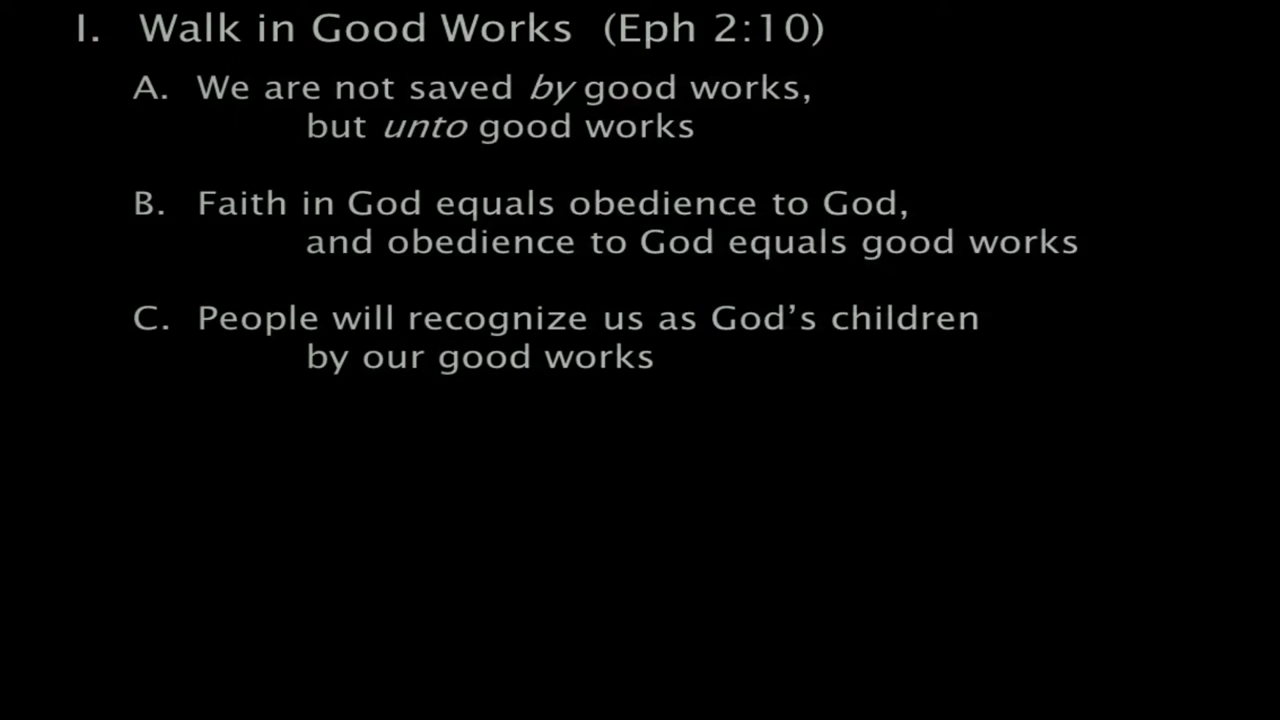 I. Walk in Good Works (Eph 2:10)
A. We are not saved by good works,
but unto good works
B. Faith in God equals obedience to God,
and obedience to God equals good works
C. People will recognize us as God’s children
by our good works